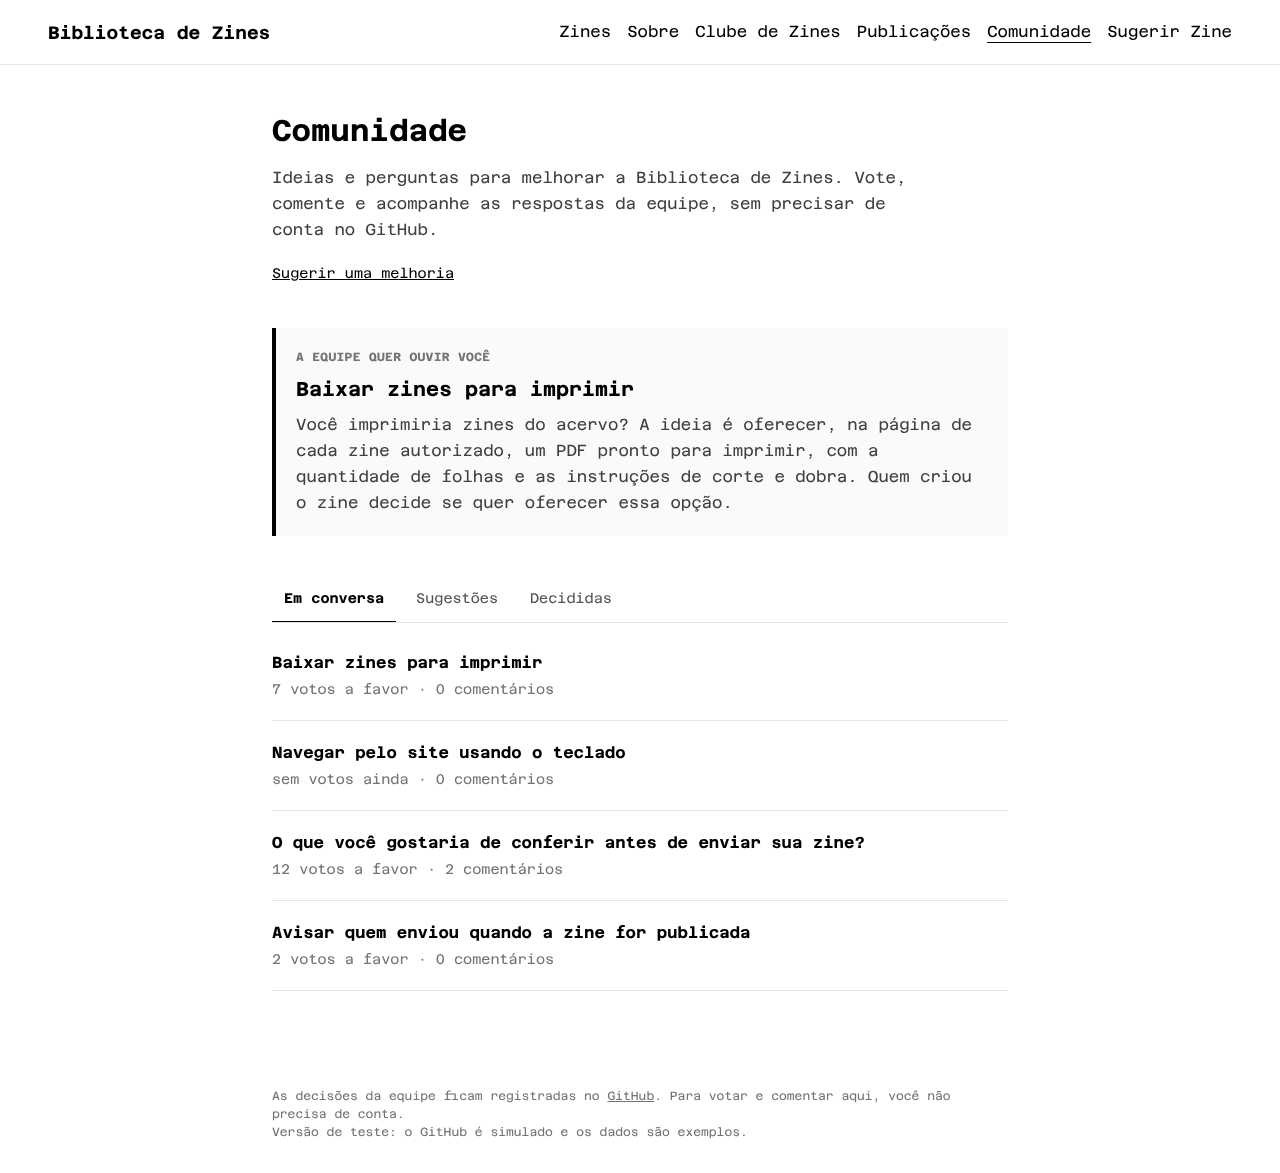 Biblioteca de Zines
Zines Sobre Clube de Zines Publicações Comunidade Sugerir Zine
Comunidade
Ideias e perguntas para melhorar a Biblioteca de Zines. Vote,
comente e acompanhe as respostas da equipe, sem precisar de
conta no GitHub.
Sugerir uma melhoria
A EQUIPE QUER OUVIR VOCÊ
Baixar zines para imprimir
Você imprimiria zines do acervo? A ideia é oferecer, na página de
cada zine autorizado, um PDF pronto para imprimir, com a
quantidade de folhas e as instruções de corte e dobra. Quem criou
o zine decide se quer oferecer essa opção.
Em conversa Sugestões Decididas
Baixar zines para imprimir
7 votos a favor · 0 comentários
Navegar pelo site usando o teclado
sem votos ainda · 0 comentários
O que você gostaria de conferir antes de enviar sua zine?
12 votos a favor · 2 comentários
Avisar quem enviou quando a zine for publicada
2 votos a favor · 0 comentários
As decisões da equipe ficam registradas no GitHub. Para votar e comentar aqui, você não
precisa de conta.
Versão de teste: o GitHub é simulado e os dados são exemplos.